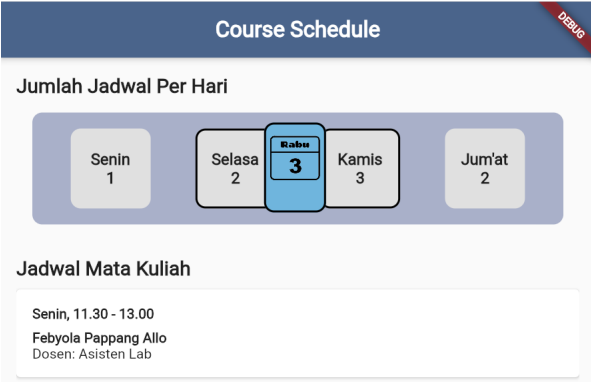 Course Schedule
DEBUG
Jumlah Jadwal Per Hari
Senin
1
Selasa
2
Rabu
3
Kamis
3
Jum'at
2
Jadwal Mata Kuliah
Senin, 11.30 - 13.00
Febyola Pappang Allo
Dosen: Asisten Lab